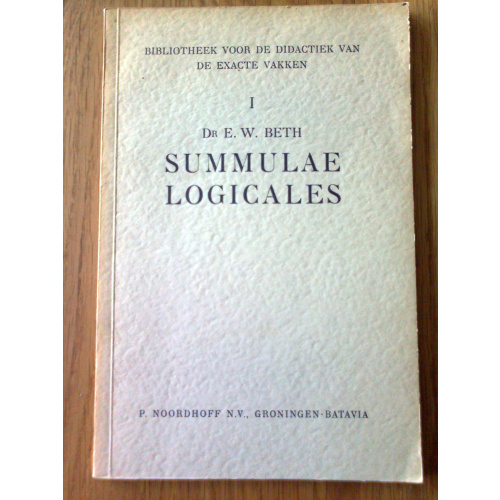 BIBLIOTHEEK VOOR DE DIDACTIEK VAN
DE EXACTE VAKKEN
I
DR E. W. BETH
SUMMULAE
LOGICALES
P. NOORDHOFF N.V., GRONINGEN-BATAVIA